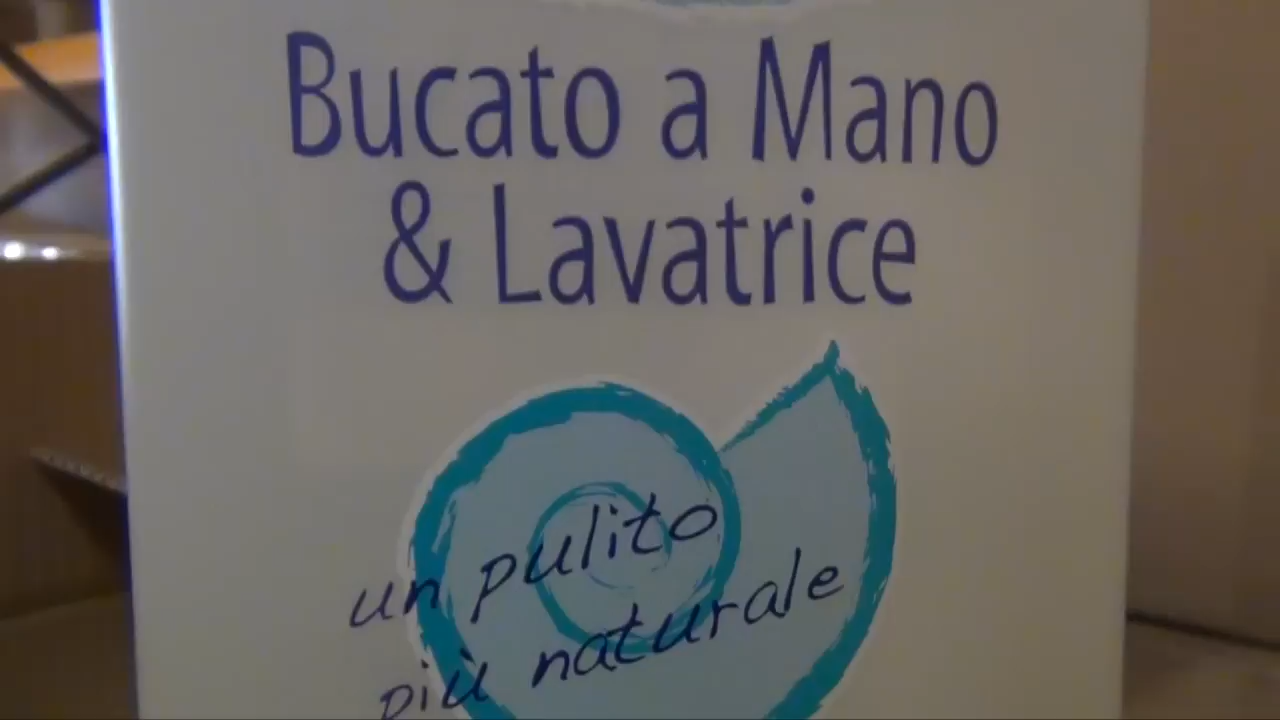 Bucato a Mano
& Lavatrice
un pulito
più naturale